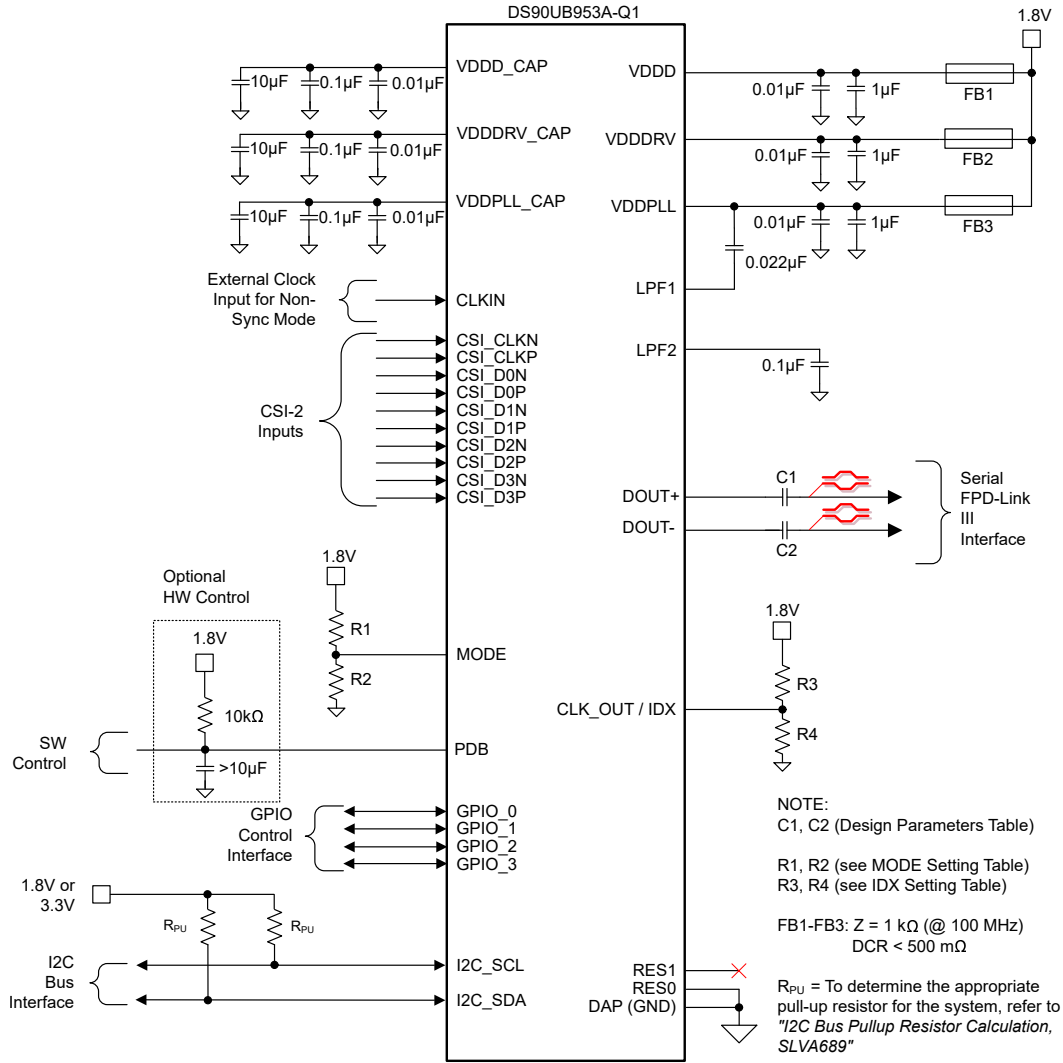 DS90UB953A-Q1
1.8V
VDDD_CAP
10µF
0.1µF
0.01µF
VDDDRV_CAP
10µF
0.1µF
0.01µF
VDDPLL_CAP
10µF
0.1µF
0.01µF
External Clock
Input for Non-
Sync Mode
CLKIN
CSI-2
Inputs
CSI_CLKN
CSI_CLKP
CSI_D0N
CSI_D0P
CSI_D1N
CSI_D1P
CSI_D2N
CSI_D2P
CSI_D3N
CSI_D3P
1.8V
R1
R2
MODE
Optional
HW Control
1.8V
10kΩ
>10µF
SW
Control
PDB
GPIO
Control
Interface
GPIO_0
GPIO_1
GPIO_2
GPIO_3
1.8V or
3.3V
RPU
RPU
I2C
Bus
Interface
I2C_SCL
I2C_SDA
VDDD
0.01µF
1µF
FB1
VDDDRV
0.01µF
1µF
FB2
VDDPLL
0.01µF
1µF
FB3
0.022µF
LPF1
LPF2
0.1µF
DOUT+
C1
DOUT-
C2
Serial
FPD-Link
III
Interface
1.8V
R3
R4
CLK_OUT / IDX
RES1
RES0
DAP (GND)
NOTE:
C1, C2 (Design Parameters Table)
R1, R2 (see MODE Setting Table)
R3, R4 (see IDX Setting Table)
FB1-FB3: Z = 1 kΩ (@ 100 MHz)
DCR < 500 mΩ
RPU = To determine the appropriate
pull-up resistor for the system, refer to
"I2C Bus Pullup Resistor Calculation,
SLVA689"